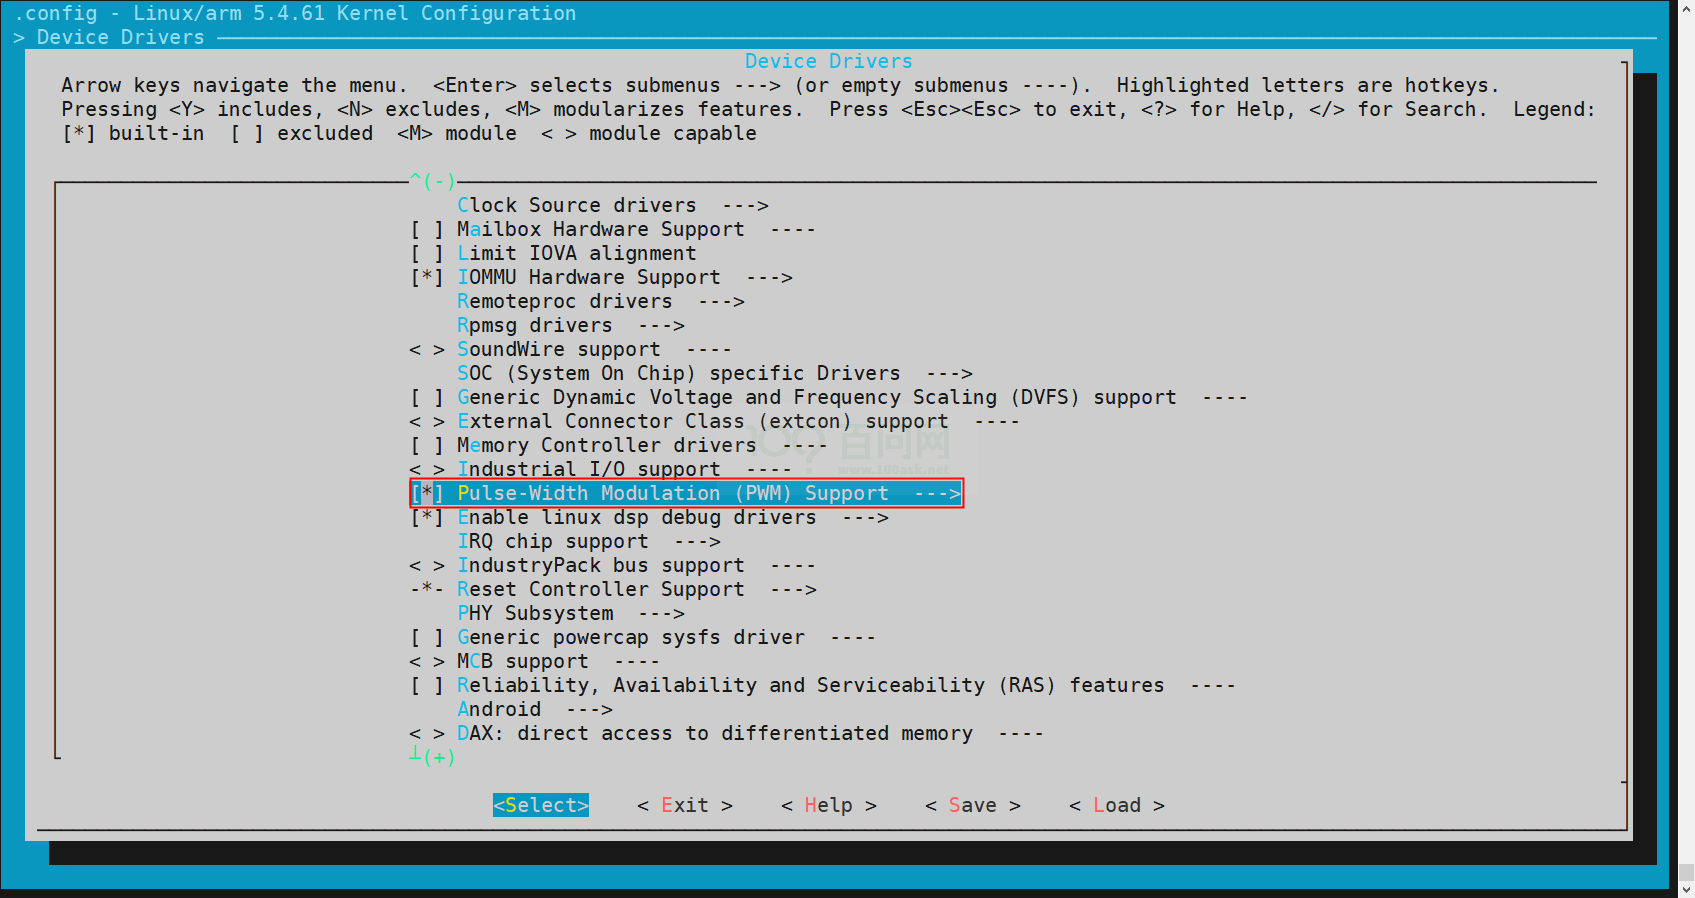 .config - Linux/arm 5.4.61 Kernel Configuration
> Device Drivers
Device Drivers
Arrow keys navigate the menu.  <Enter> selects submenus ---> (or empty submenus ----).  Highlighted letters are hotkeys.
Pressing <Y> includes, <N> excludes, <M> modularizes features.  Press <Esc><Esc> to exit, <?> for Help, </> for Search.  Legend:
[*] built-in  [ ] excluded  <M> module  < > module capable
^(-)
Clock Source drivers  --->
[ ] Mailbox Hardware Support  ----
[ ] Limit IOVA alignment
[*] IOMMU Hardware Support  --->
Remoteproc drivers  --->
Rpmsg drivers  --->
< > SoundWire support  ----
SOC (System On Chip) specific Drivers  --->
[ ] Generic Dynamic Voltage and Frequency Scaling (DVFS) support  ----
< > External Connector Class (extcon) support  ----
[ ] Memory Controller drivers  ----
百问网
< > Industrial I/O support  ----
www.100ask.net
[*] Pulse-Width Modulation (PWM) Support  --->
[*] Enable linux dsp debug drivers  --->
IRQ chip support  --->
< > IndustryPack bus support  ----
-*- Reset Controller Support  --->
PHY Subsystem  --->
[ ] Generic powercap sysfs driver  ----
< > MCB support  ----
[ ] Reliability, Availability and Serviceability (RAS) features  ----
Android  --->
< > DAX: direct access to differentiated memory  ----
┴(+)
<Select>    < Exit >    < Help >    < Save >    < Load >